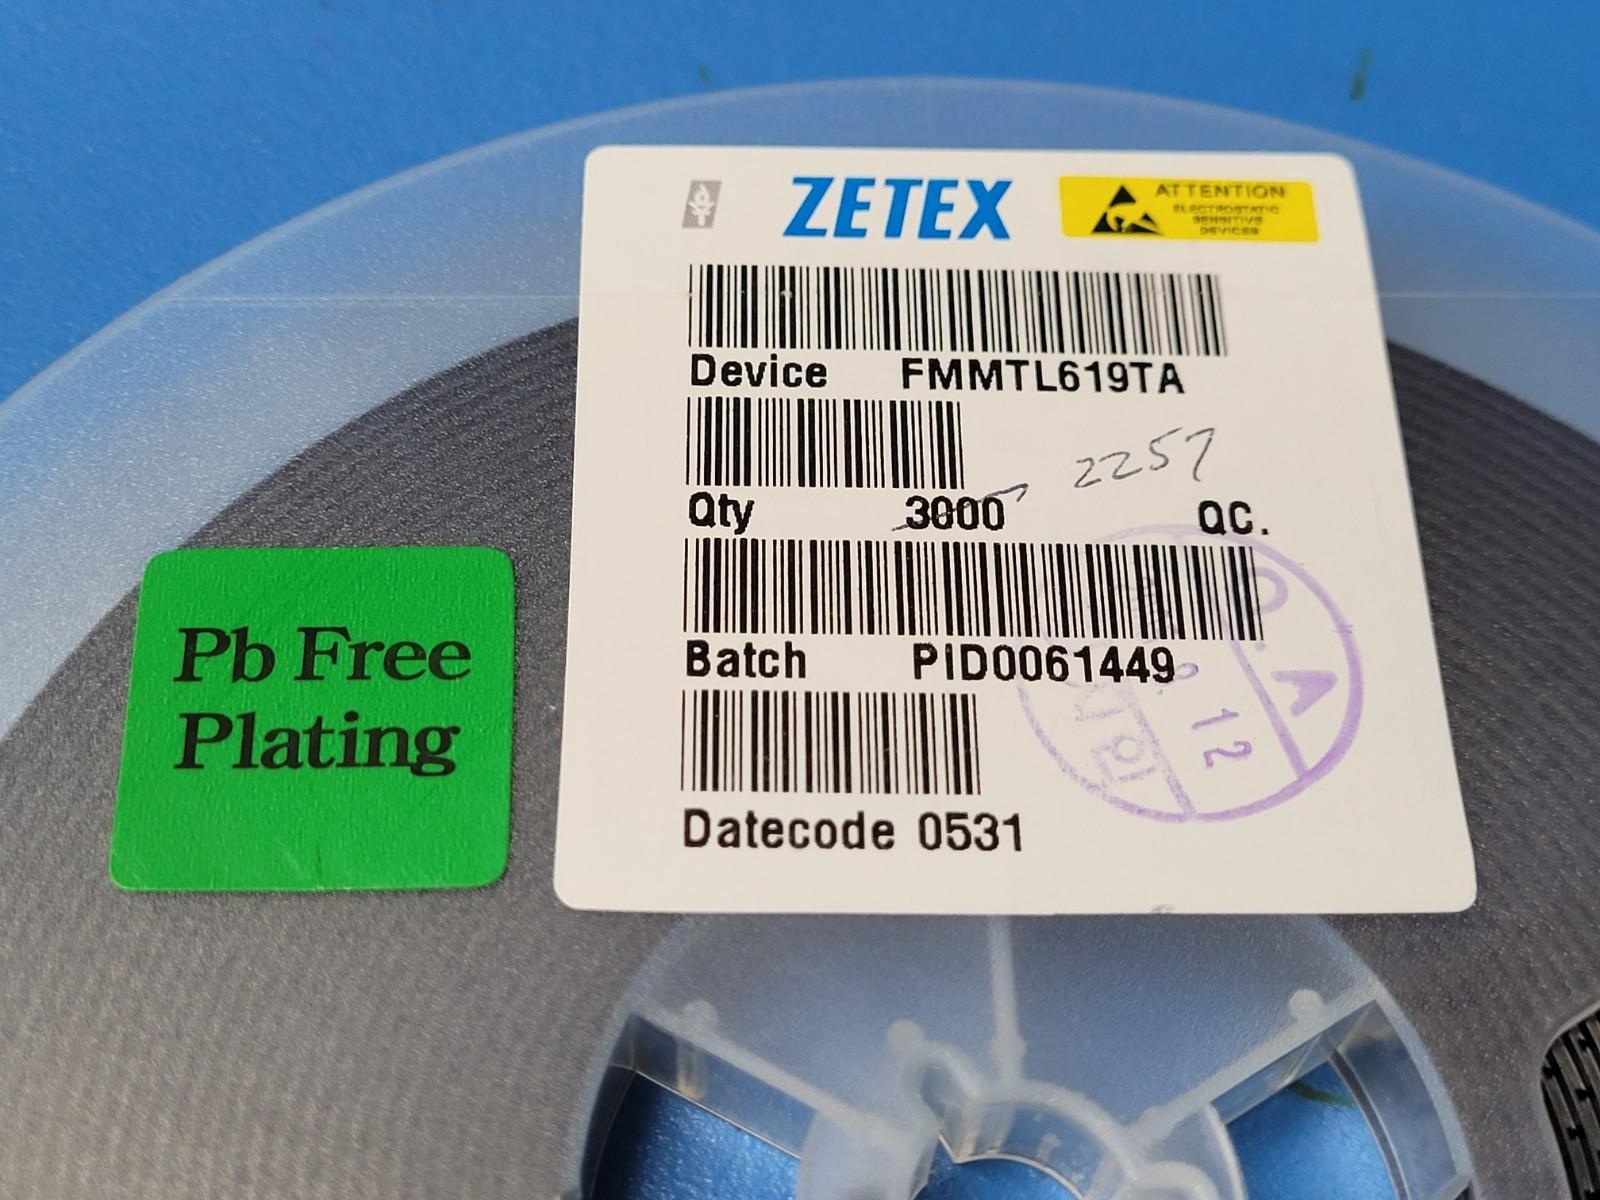 ZETEX
ATTENTION
ELECTROSTATIC
SENSITIVE
DEVICES
Device FMMTL619TA
2257
Qty 3000 QC.
Batch PID0061449
Datecode 0531
Q.A
12
Pb Free
Plating